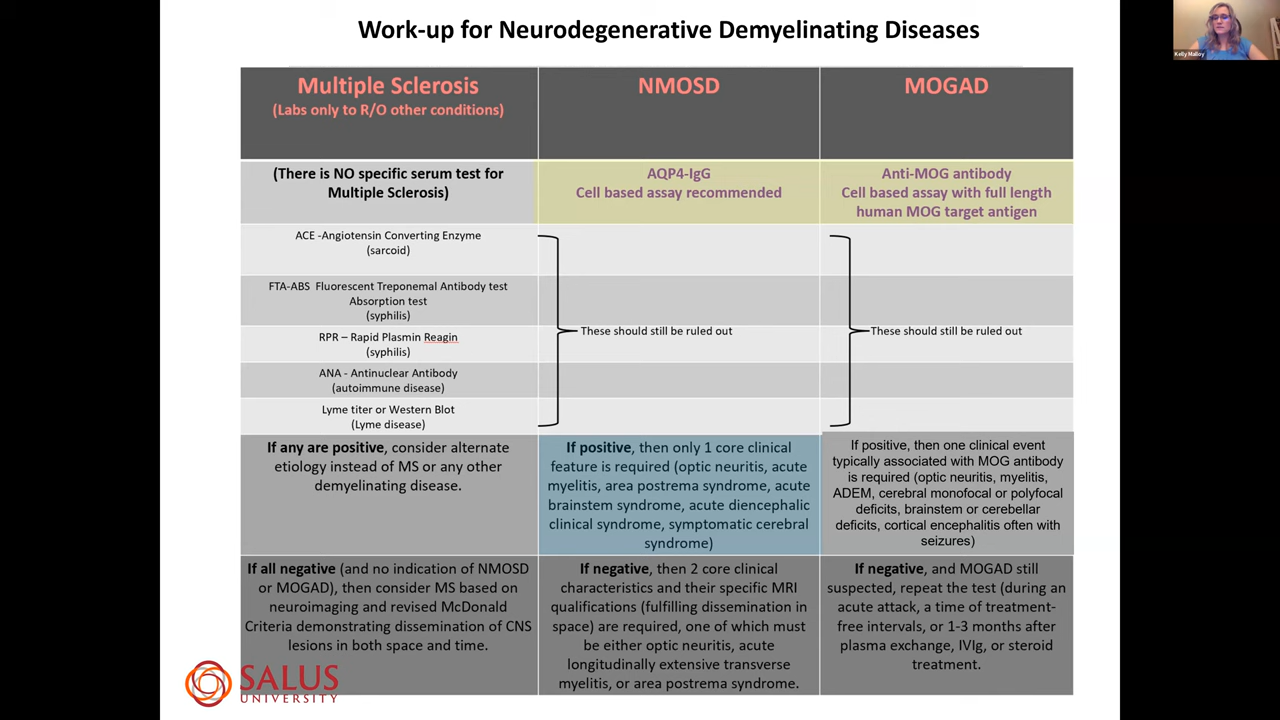 Work-up for Neurodegenerative Demyelinating Diseases
Kelly Malloy
Multiple Sclerosis
(Labs only to R/O other conditions)
NMOSD
MOGAD
(There is NO specific serum test for
Multiple Sclerosis)
AQP4-IgG
Cell based assay recommended
Anti-MOG antibody
Cell based assay with full length
human MOG target antigen
ACE -Angiotensin Converting Enzyme
(sarcoid)
FTA-ABS Fluorescent Treponemal Antibody test
Absorption test
(syphilis)
RPR – Rapid Plasmin Reagin
(syphilis)
ANA - Antinuclear Antibody
(autoimmune disease)
Lyme titer or Western Blot
(Lyme disease)
These should still be ruled out
These should still be ruled out
If any are positive, consider alternate
etiology instead of MS or any other
demyelinating disease.
If positive, then only 1 core clinical
feature is required (optic neuritis, acute
myelitis, area postrema syndrome, acute
brainstem syndrome, acute diencephalic
clinical syndrome, symptomatic cerebral
syndrome)
If positive, then one clinical event
typically associated with MOG antibody
is required (optic neuritis, myelitis,
ADEM, cerebral monofocal or polyfocal
deficits, brainstem or cerebellar
deficits, cortical encephalitis often with
seizures)
If all negative (and no indication of NMOSD
or MOGAD), then consider MS based on
neuroimaging and revised McDonald
Criteria demonstrating dissemination of CNS
lesions in both space and time.
If negative, then 2 core clinical
characteristics and their specific MRI
qualifications (fulfilling dissemination in
space) are required, one of which must
be either optic neuritis, acute
longitudinally extensive transverse
myelitis, or area postrema syndrome.
If negative, and MOGAD still
suspected, repeat the test (during an
acute attack, a time of treatment-
free intervals, or 1-3 months after
plasma exchange, IVIg, or steroid
treatment.
SALUS
UNIVERSITY